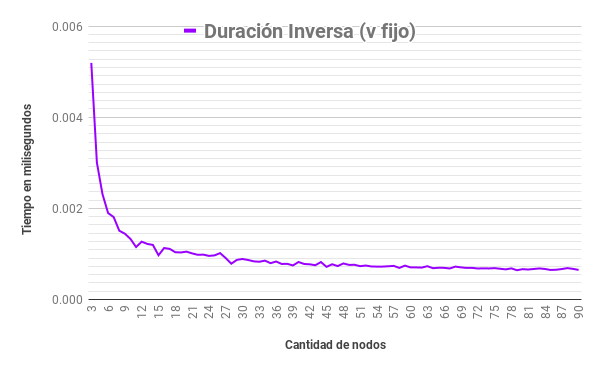 Duración Inversa (v fijo)
0.006
0.004
0.002
0.000
Tiempo en milisegundos
3 6 9 12 15 18 21 24 27 30 33 36 39 42 45 48 51 54 57 60 63 66 69 72 75 78 81 84 87 90
Cantidad de nodos